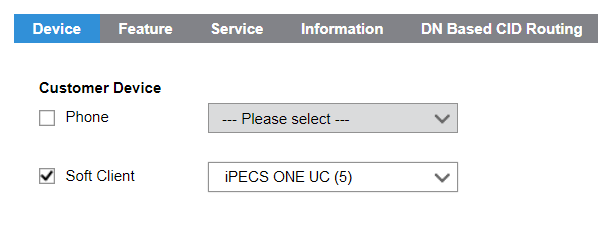 Device Feature Service Information DN Based CID Routing
Customer Device
Phone --- Please select ---
Soft Client iPECS ONE UC (5)